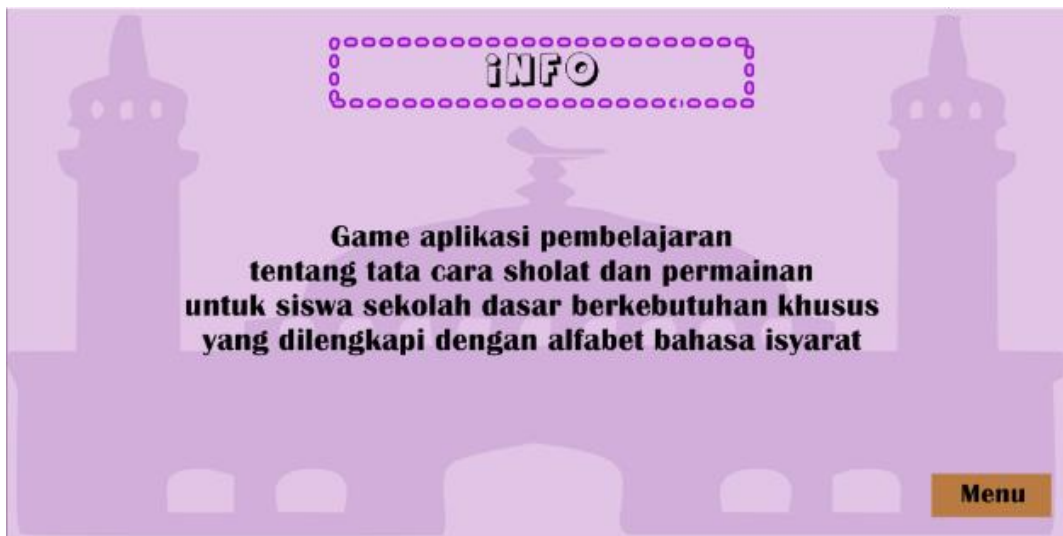 iNFO
Game aplikasi pembelajaran
tentang tata cara sholat dan permainan
untuk siswa sekolah dasar berkebutuhan khusus
yang dilengkapi dengan alfabet bahasa isyarat
Menu